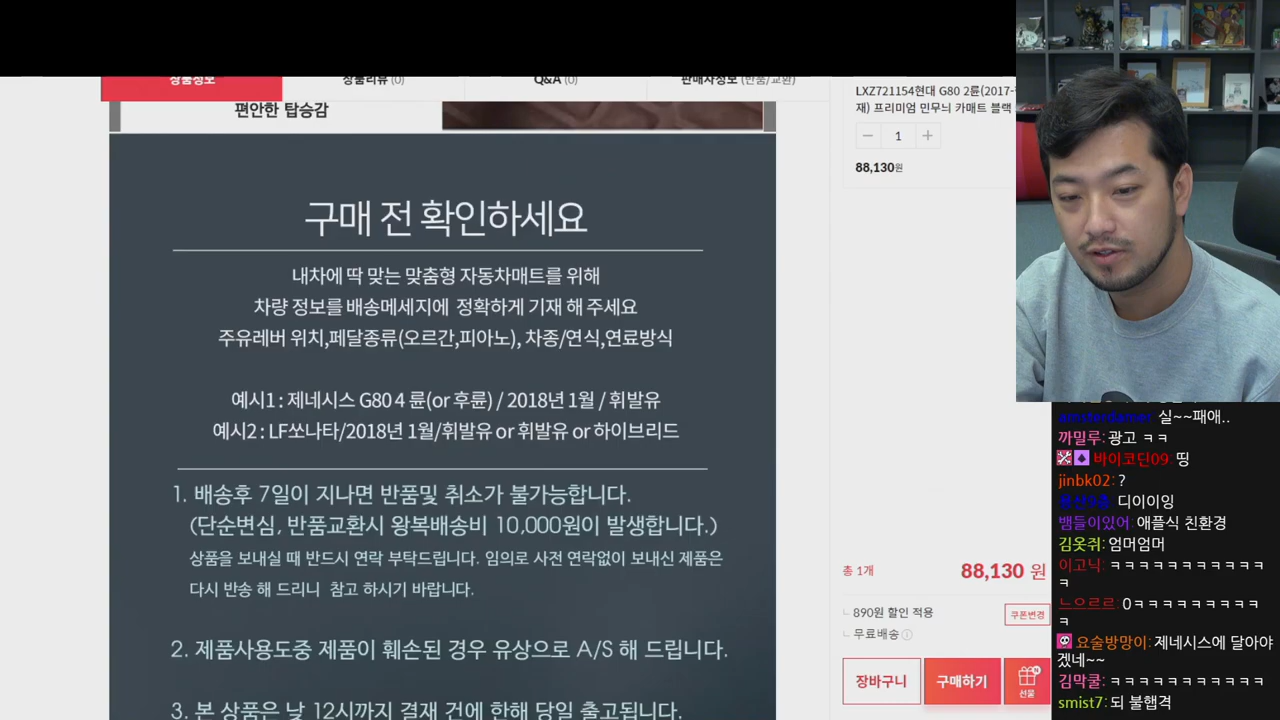 상품정보
상품리뷰 (0)
Q&A (0)
판매자정보 (반품/교환)
편안한 탑승감
구매 전 확인하세요
내차에 딱 맞는 맞춤형 자동차매트를 위해
차량 정보를 배송메세지에 정확하게 기재 해 주세요
주유레버 위치,페달종류(오르간,피아노), 차종/연식,연료방식
예시1 : 제네시스 G80 4 륜(or 후륜) / 2018년 1월 / 휘발유
예시2 : LF쏘나타/2018년 1월/휘발유 or 휘발유 or 하이브리드
1. 배송후 7일이 지나면 반품및 취소가 불가능합니다.
(단순변심, 반품교환시 왕복배송비 10,000원이 발생합니다.)
상품을 보내실 때 반드시 연락 부탁드립니다. 임의로 사전 연락없이 보내신 제품은
다시 반송 해 드리니 참고 하시기 바랍니다.
2. 제품사용도중 제품이 훼손된 경우 유상으로 A/S 해 드립니다.
3. 본 상품은 낮 12시까지 결재 건에 한해 당일 출고됩니다.
LXZ721154현대 G80 2륜(2017-
재) 프리미엄 민무늬 카매트 블랙
− 1 +
88,130원
총 1개
88,130 원
890원 할인 적용
쿠폰변경
무료배송
장바구니
구매하기
선물
amsterdamer: 실~~패애..
까밀루: 광고 ㅋㅋ
바이코딘09: 띵
jinbk02: ?
디이이잉
뱀들이있어: 애플식 친환경
김옷쥐: 엄머엄머
이고닉: ㅋㅋㅋㅋㅋㅋㅋㅋㅋㅋㅋ
ㅋ
느으르르: 0ㅋㅋㅋㅋㅋㅋㅋㅋㅋ
ㅋ
요술방망이: 제네시스에 달아야
겠네~~
김막쿨: ㅋㅋㅋㅋㅋㅋㅋㅋㅋㅋㅋ
smist7: 되 불햅격